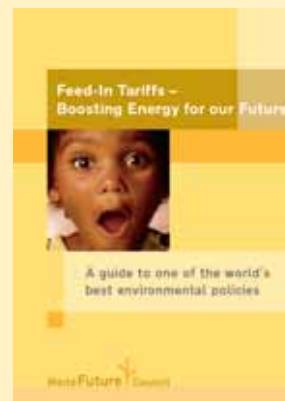 Feed-In Tariffs –
Boosting Energy for our Future
A guide to one of the world's
best environmental policies
World Future Council